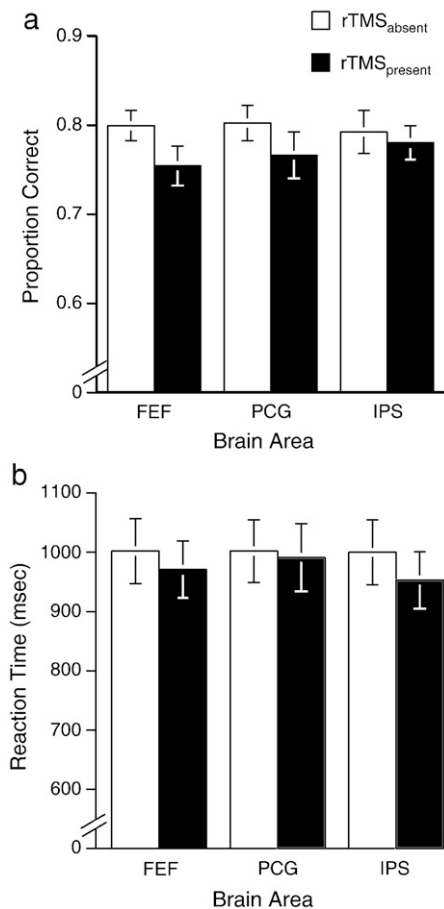 a
rTMSabsent
rTMSpresent
0.9
0.8
0.7
0.6
0
Proportion Correct
FEF PCG IPS
Brain Area
b
1100
1000
900
800
700
600
0
Reaction Time (msec)
FEF PCG IPS
Brain Area